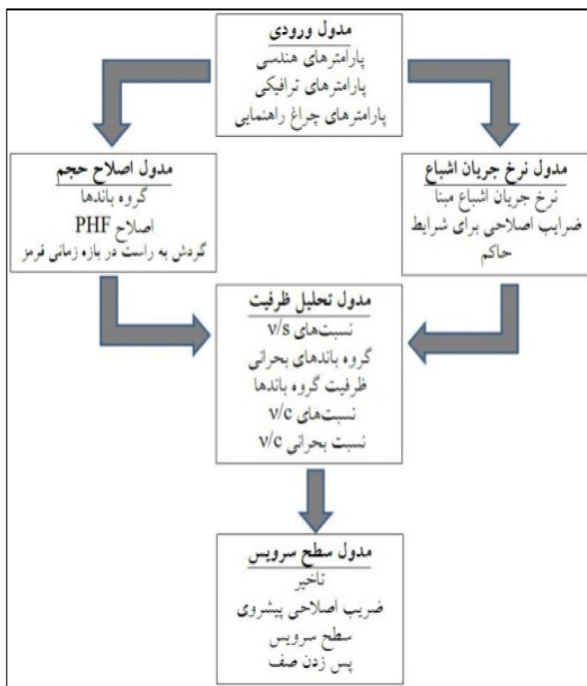 مدول ورودی
پارامترهای هندسی
پارامترهای ترافیکی
پارامترهای چراغ راهنمایی
مدول اصلاح حجم
گروه باندها
اصلاح PHF
گردش به راست در بازه زمانی قرمز
مدول نرخ جریان اشباع
نرخ جریان اشباع مبنا
ضرایب اصلاحی برای شرایط
حاکم
مدول تحلیل ظرفیت
نسبت‌های v/s
گروه باندهای بحرانی
ظرفیت گروه باندها
نسبت‌های v/c
نسبت بحرانی v/c
مدول سطح سرویس
تاخیر
ضریب اصلاحی پیشروی
سطح سرویس
پس زدن صف